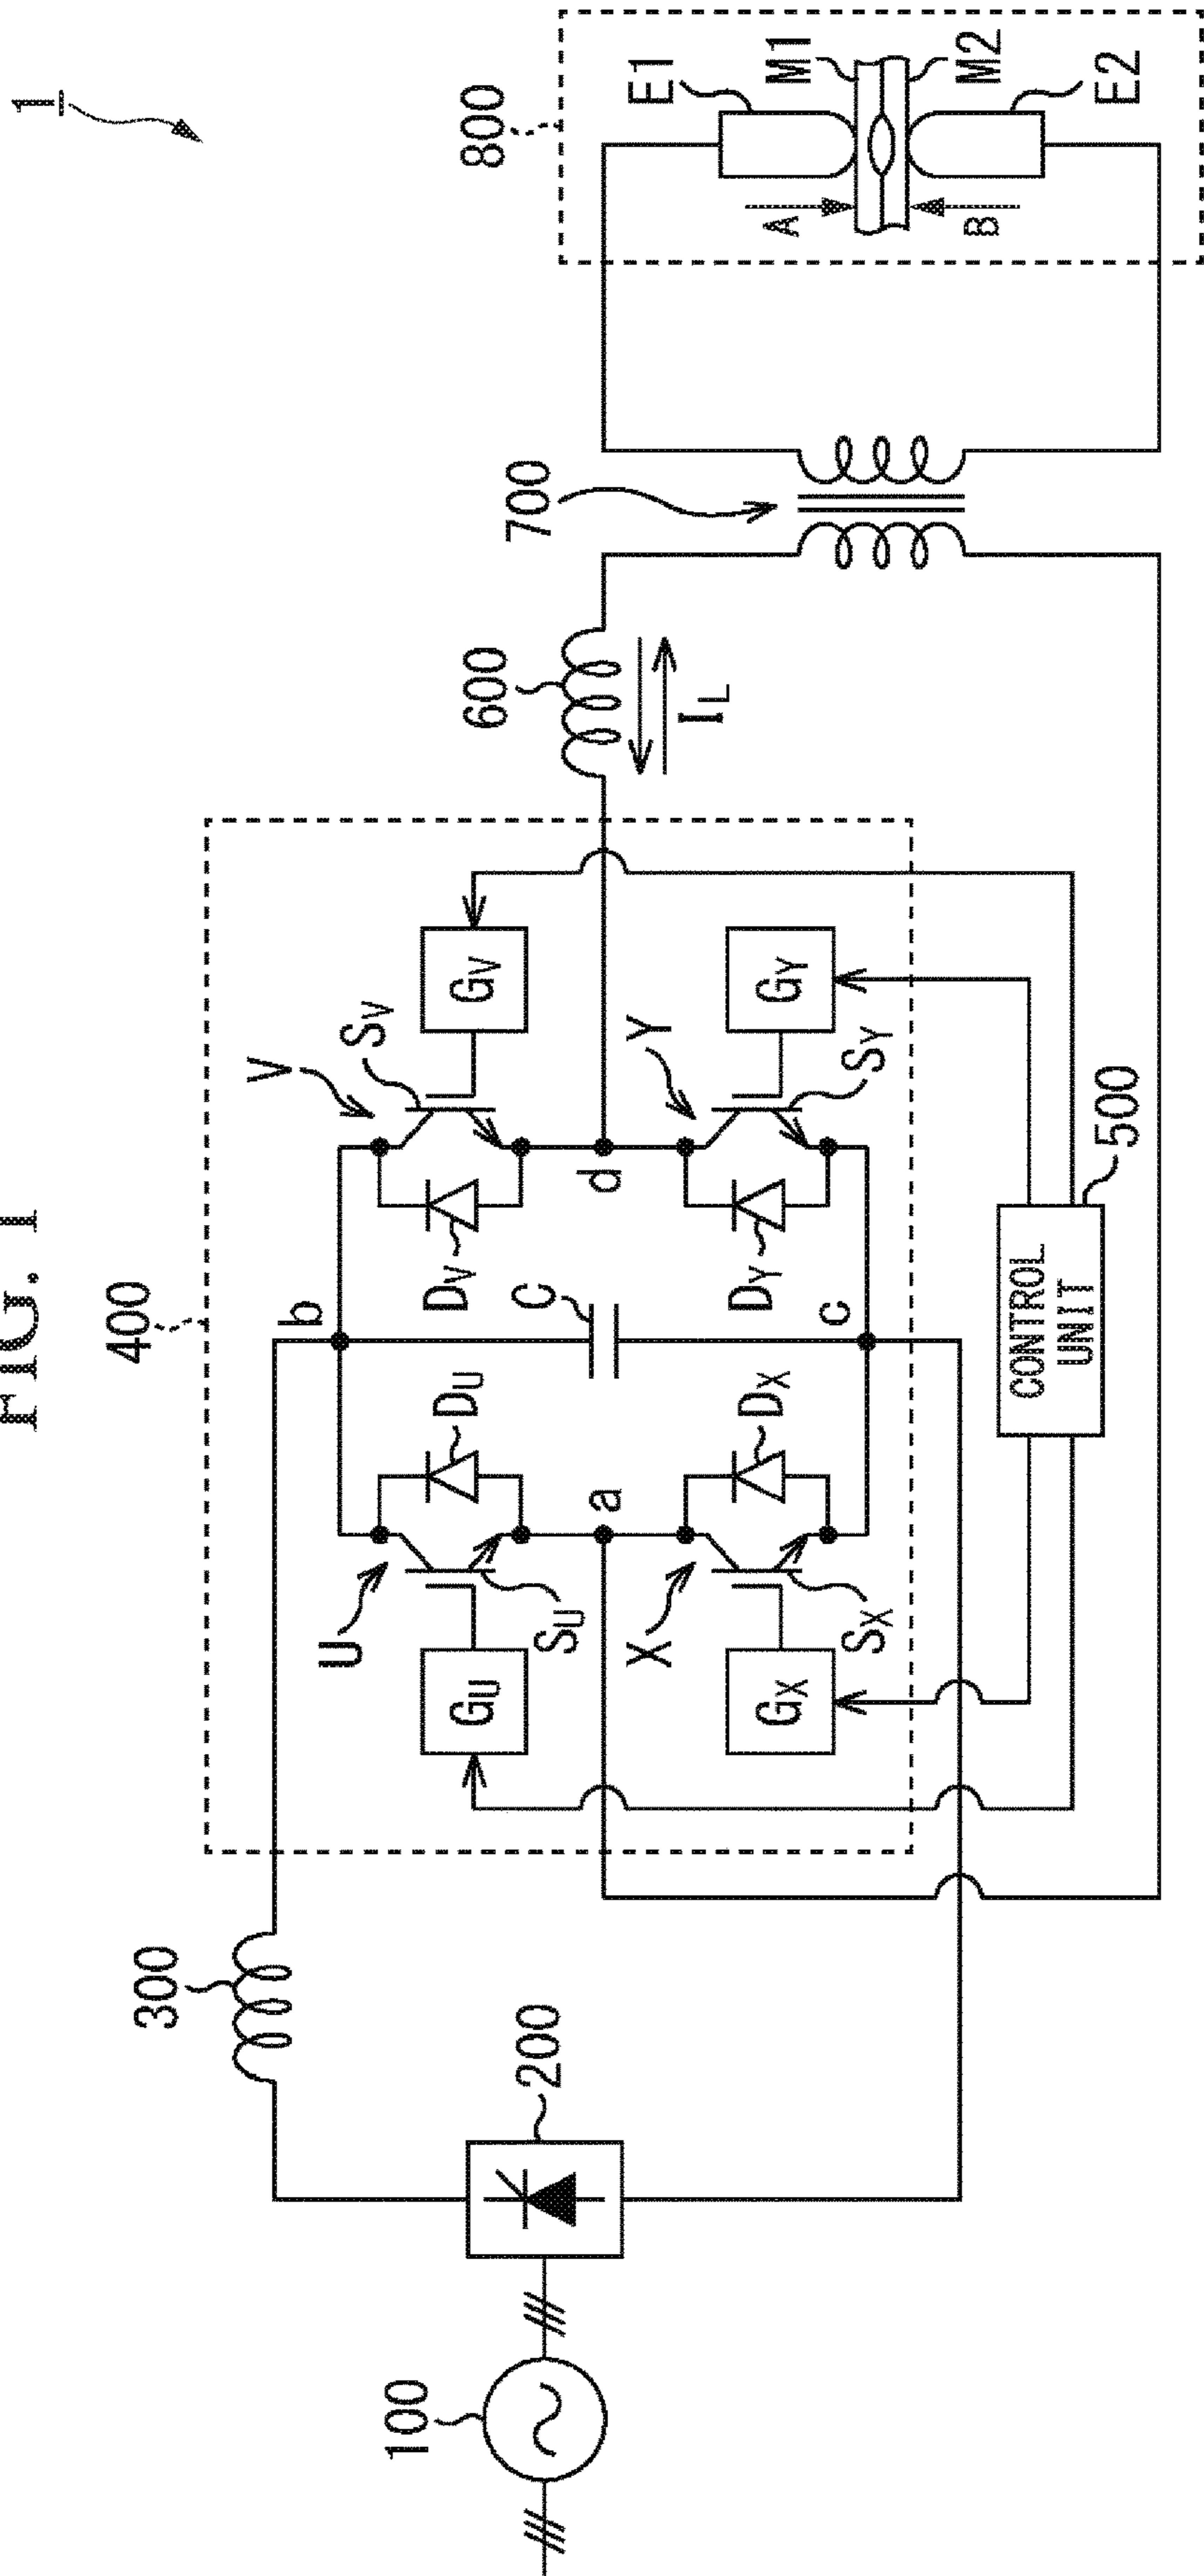 FIG. 1
1
400
300
b
800
E1
M1
A
B
M2
E2
V
S_V
G_V
U
D_U
D_V
G_U
S_U
C
a
d
600
I_L
700
200
100
X
D_X
D_Y
Y
G_X
S_X
c
S_Y
G_Y
CONTROL
UNIT
500